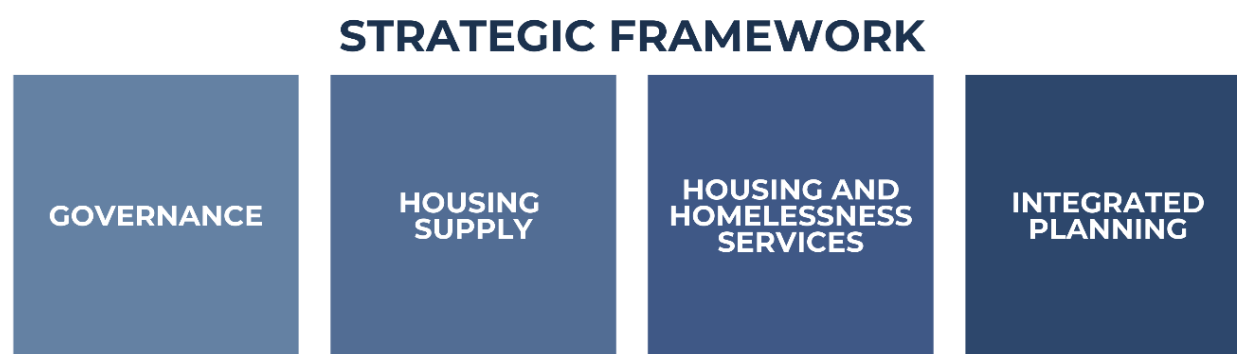 STRATEGIC FRAMEWORK
GOVERNANCE
HOUSING
SUPPLY
HOUSING AND
HOMELESSNESS
SERVICES
INTEGRATED
PLANNING